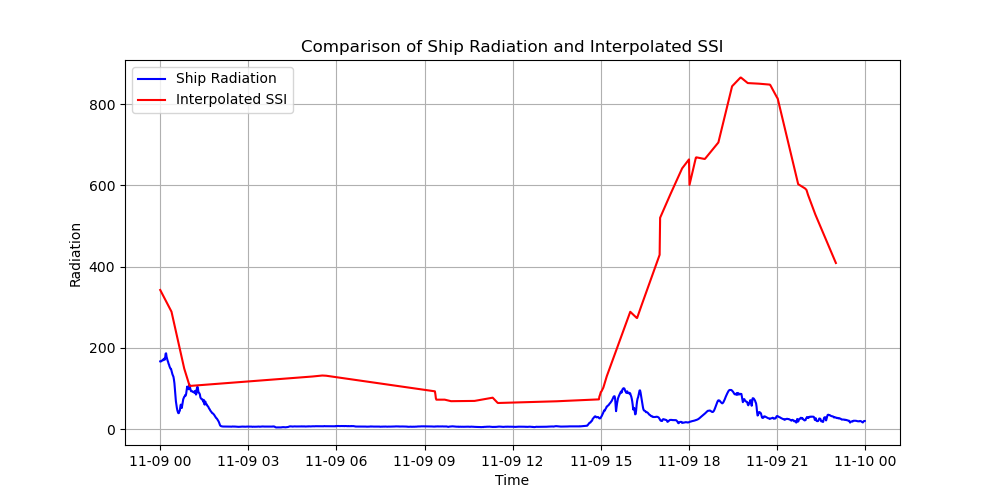 Comparison of Ship Radiation and Interpolated SSI
Ship Radiation
Interpolated SSI
800
600
400
200
0
Radiation
11-09 00 11-09 03 11-09 06 11-09 09 11-09 12 11-09 15 11-09 18 11-09 21 11-10 00
Time